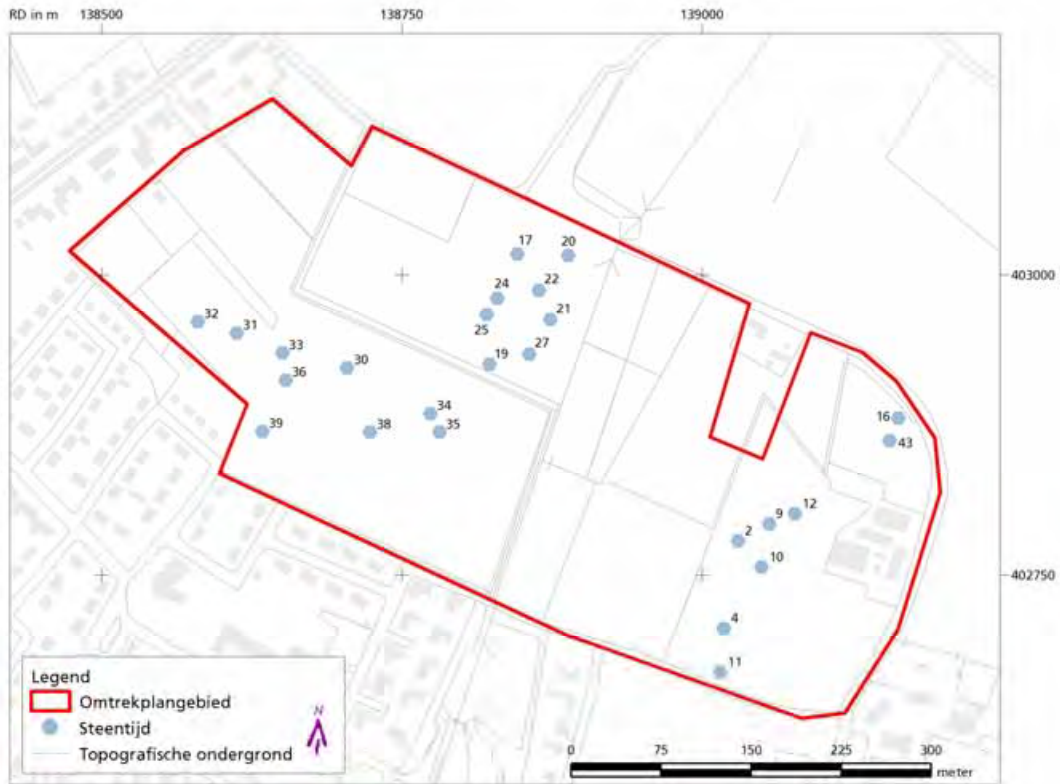 RD in m 138500 138750 139000
17 20
24 22 403000
32 31 25 21
33 27
36 30 19
34
39 38 35 16
43
12
9
2
10 402750
4
11
Legend
Omtrekplangebied
Steentijd
Topografische ondergrond
N
0 75 150 225 300
meter